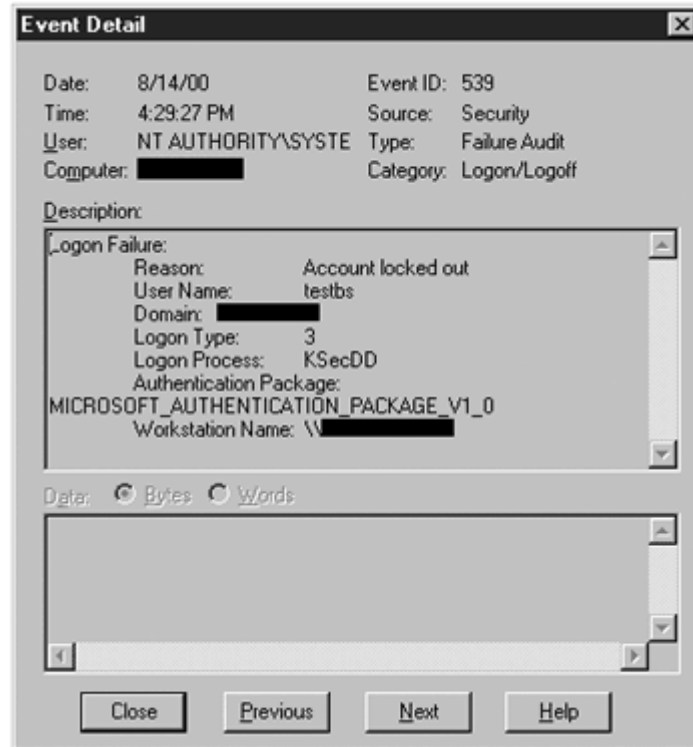 Event Detail
Date: 8/14/00 Event ID: 539
Time: 4:29:27 PM Source: Security
User: NT AUTHORITY\SYSTE Type: Failure Audit
Computer: Category: Logon/Logoff
Description:
Logon Failure:
Reason: Account locked out
User Name: testbs
Domain:
Logon Type: 3
Logon Process: KSecDD
Authentication Package:
MICROSOFT_AUTHENTICATION_PACKAGE_V1_0
Workstation Name: \\
Data: Bytes Words
Close Previous Next Help